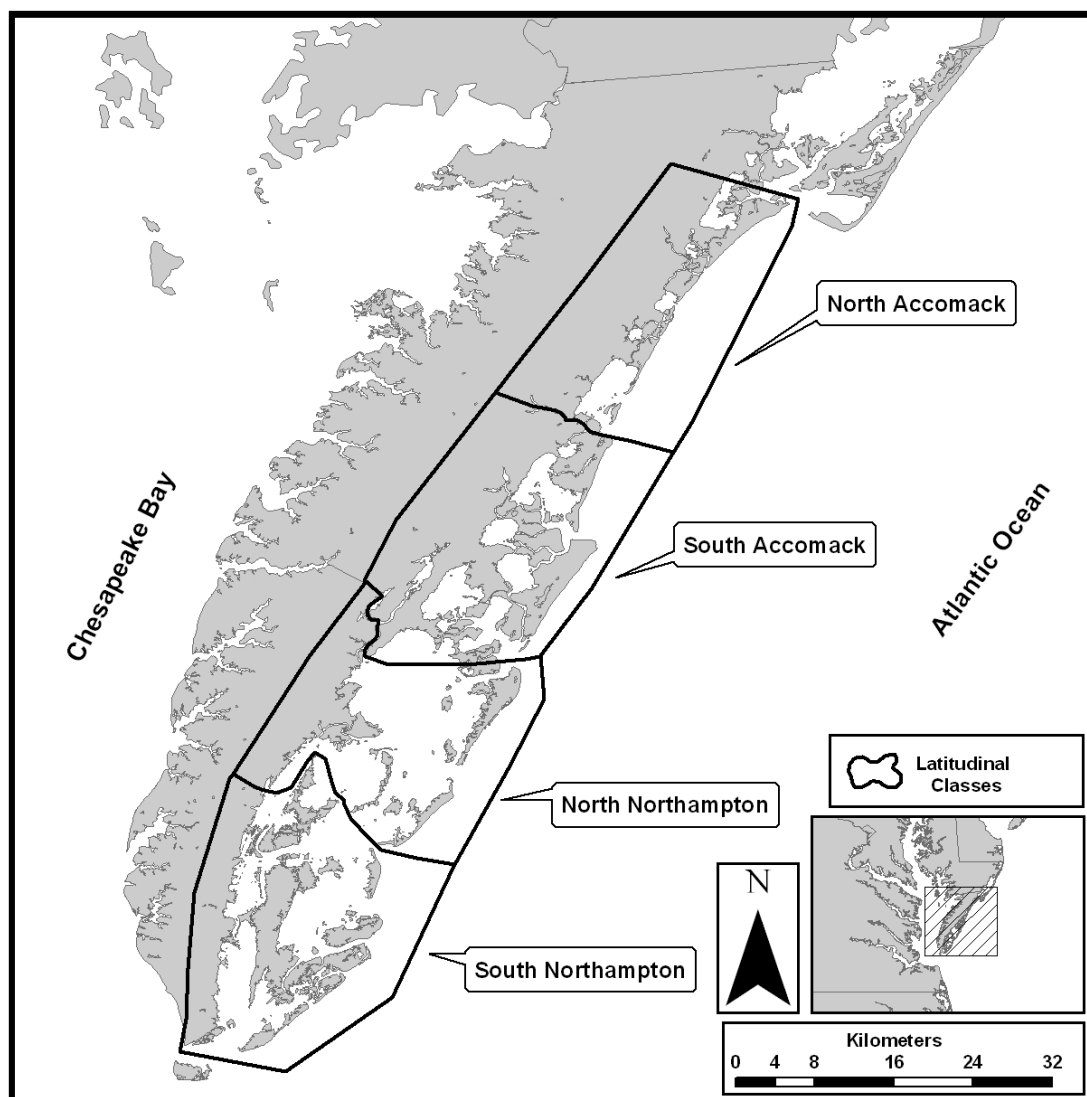 North Accomack
Chesapeake Bay
South Accomack
Atlantic Ocean
Latitudinal
Classes
North Northampton
N
South Northampton
Kilometers
0 4 8 16 24 32